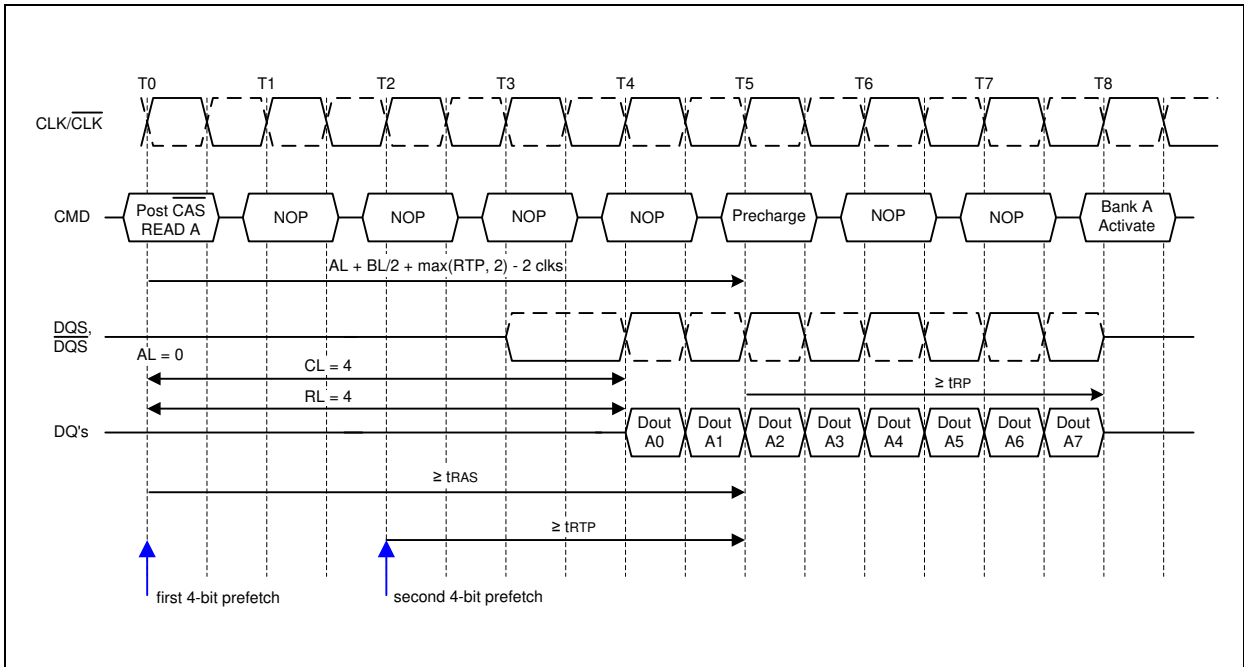 T0 T1 T2 T3 T4 T5 T6 T7 T8
CLK/CLK
CMD
Post CAS
READ A
NOP
NOP
NOP
NOP
Precharge
NOP
NOP
Bank A
Activate
AL + BL/2 + max(RTP, 2) - 2 clks
DQS,
DQS
AL = 0
CL = 4
≥ tRP
RL = 4
DQ's
Dout
A0
Dout
A1
Dout
A2
Dout
A3
Dout
A4
Dout
A5
Dout
A6
Dout
A7
≥ tRAS
≥ tRTP
first 4-bit prefetch
second 4-bit prefetch